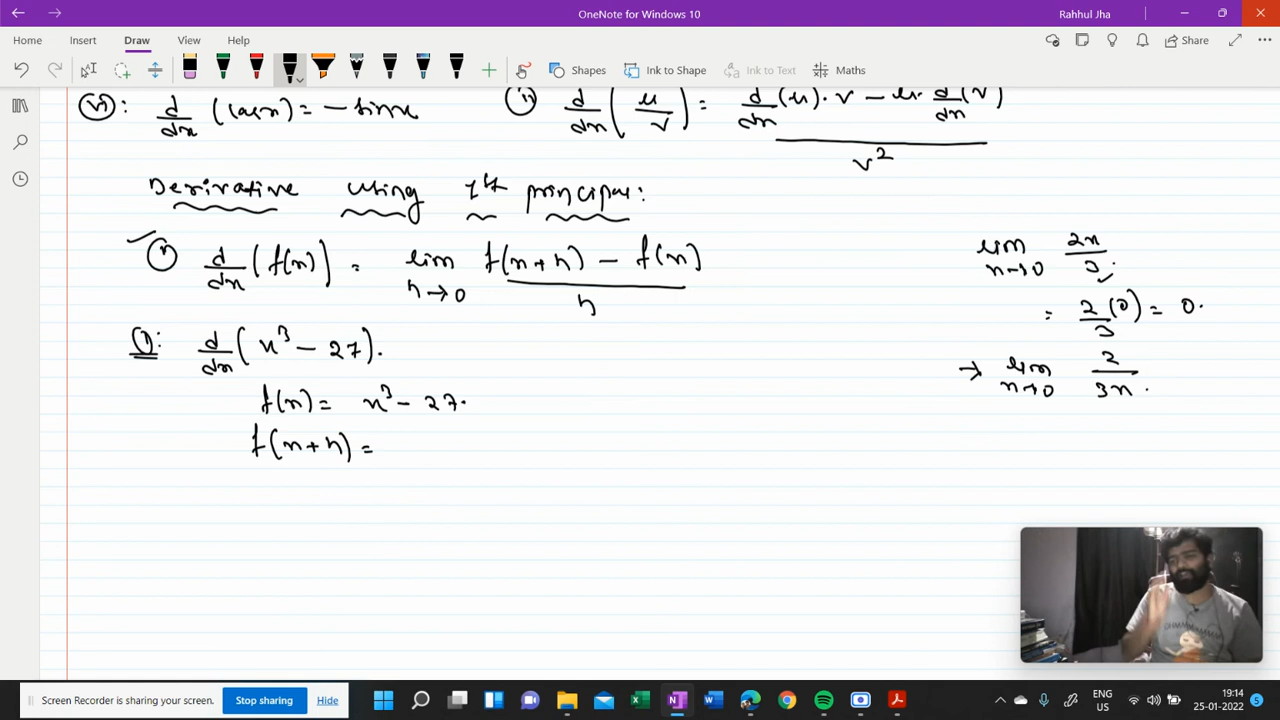 OneNote for Windows 10
Rahhul Jha
Home Insert Draw View Help
Share
Shapes Ink to Shape Ink to Text Maths
(vi): d/dx (cosx) = - sinx
d/dx (u/v) = (d/dx (u) · v - u · d/dx (v)) / v²
Derivative using 1st principal:
① d/dx (f(x)) = lim h→0 (f(x+h) - f(x)) / h
①: d/dx (x³ - 27).
f(x) = x³ - 27.
f(x+h) =
lim x→0 2x/3
= 2(0)/3 = 0.
→ lim x→0 2/3x .
Screen Recorder is sharing your screen.
Stop sharing
Hide
ENG
US
19:14
25-01-2022
5